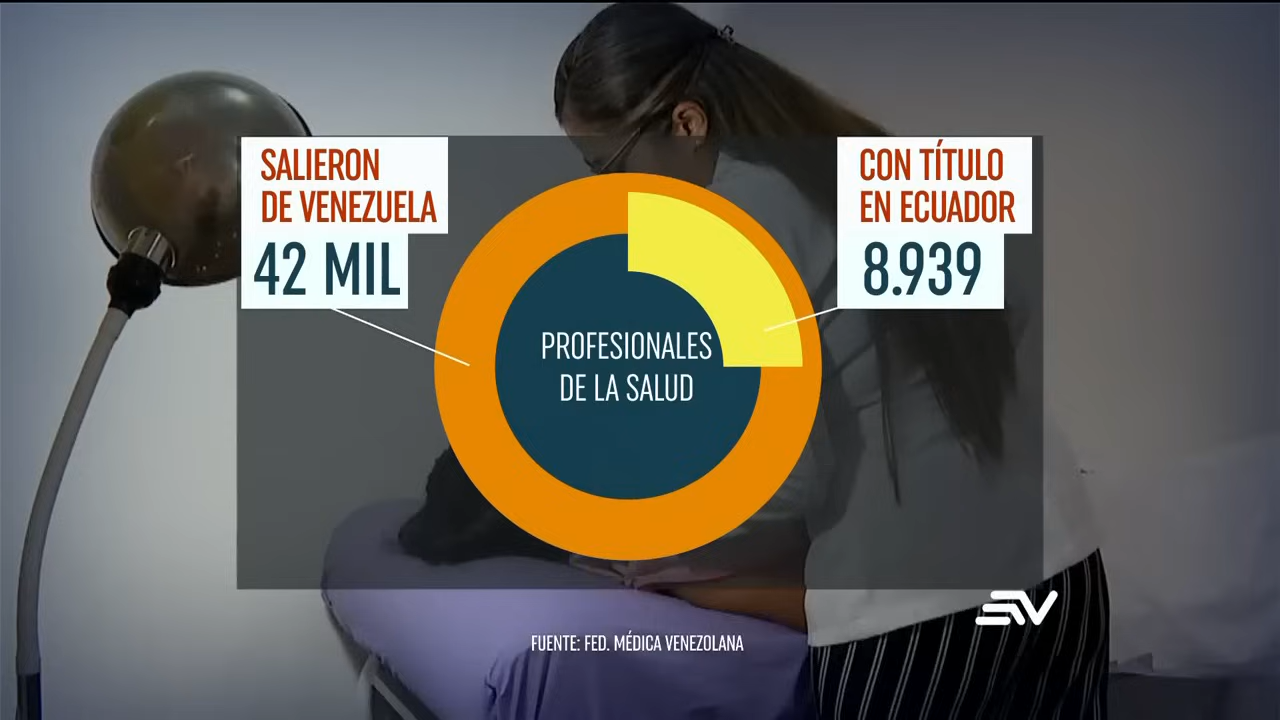 SALIERON
DE VENEZUELA
42 MIL
CON TÍTULO
EN ECUADOR
8.939
PROFESIONALES
DE LA SALUD
FUENTE: FED. MÉDICA VENEZOLANA